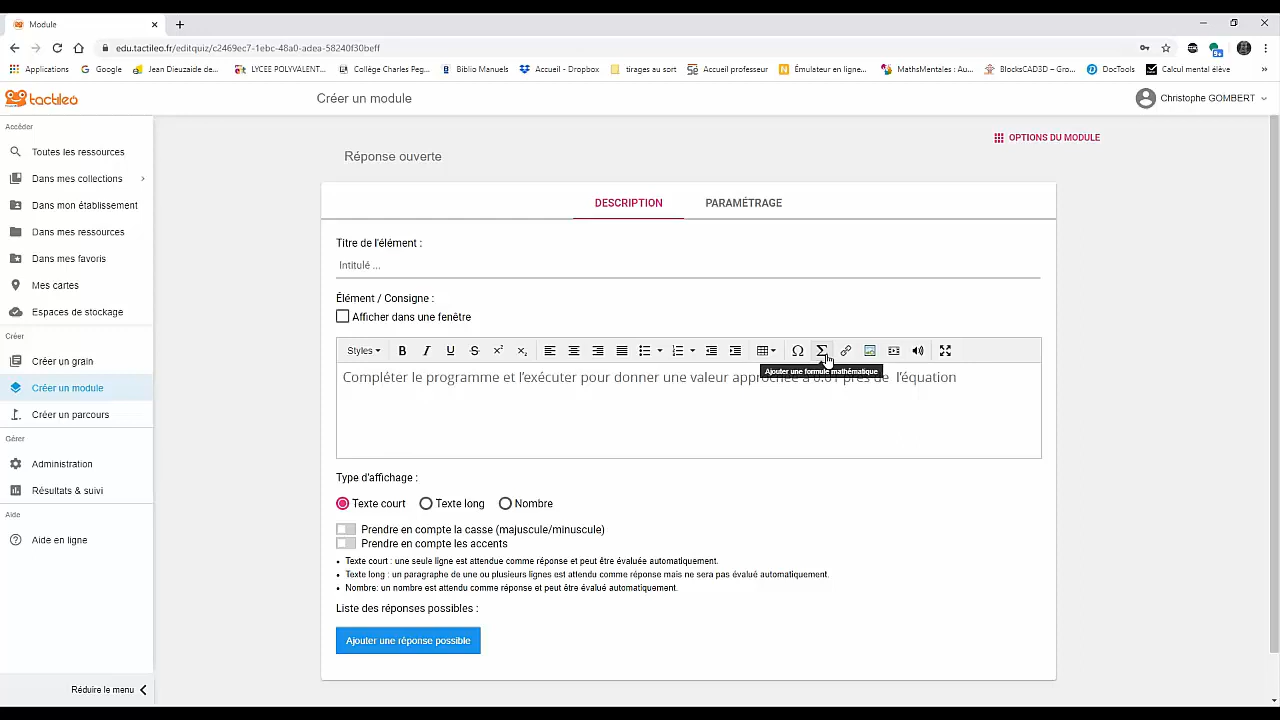 Module
edu.tactileo.fr/editquiz/c2469ec7-1ebc-48a0-adea-58240f30beff
Applications
Google
Jean Dieuzaide de...
LYCEE POLYVALENT...
Collège Charles Peg...
Biblio Manuels
Accueil - Dropbox
tirages au sort
Accueil professeur
Émulateur en ligne...
MathsMentales : Au...
BlocksCAD3D – Gro...
DocTools
Calcul mental élève
»
tactileo
Créer un module
Christophe GOMBERT
Accéder
Toutes les ressources
Dans mes collections
Dans mon établissement
Dans mes ressources
Dans mes favoris
Mes cartes
Espaces de stockage
Créer
Créer un grain
Créer un module
Créer un parcours
Gérer
Administration
Résultats & suivi
Aide
Aide en ligne
Réduire le menu
OPTIONS DU MODULE
Réponse ouverte
DESCRIPTION
PARAMÉTRAGE
Titre de l'élément :
Intitulé ...
Élément / Consigne :
Afficher dans une fenêtre
Styles
Ajouter une formule mathématique
Compléter le programme et l'exécuter pour donner une valeur approchée à 0.01 près de l'équation
Type d'affichage :
Texte court
Texte long
Nombre
Prendre en compte la casse (majuscule/minuscule)
Prendre en compte les accents
• Texte court : une seule ligne est attendue comme réponse et peut être évaluée automatiquement.
• Texte long : un paragraphe de une ou plusieurs lignes est attendu comme réponse mais ne sera pas évalué automatiquement.
• Nombre: un nombre est attendu comme réponse et peut être évalué automatiquement.
Liste des réponses possibles :
Ajouter une réponse possible